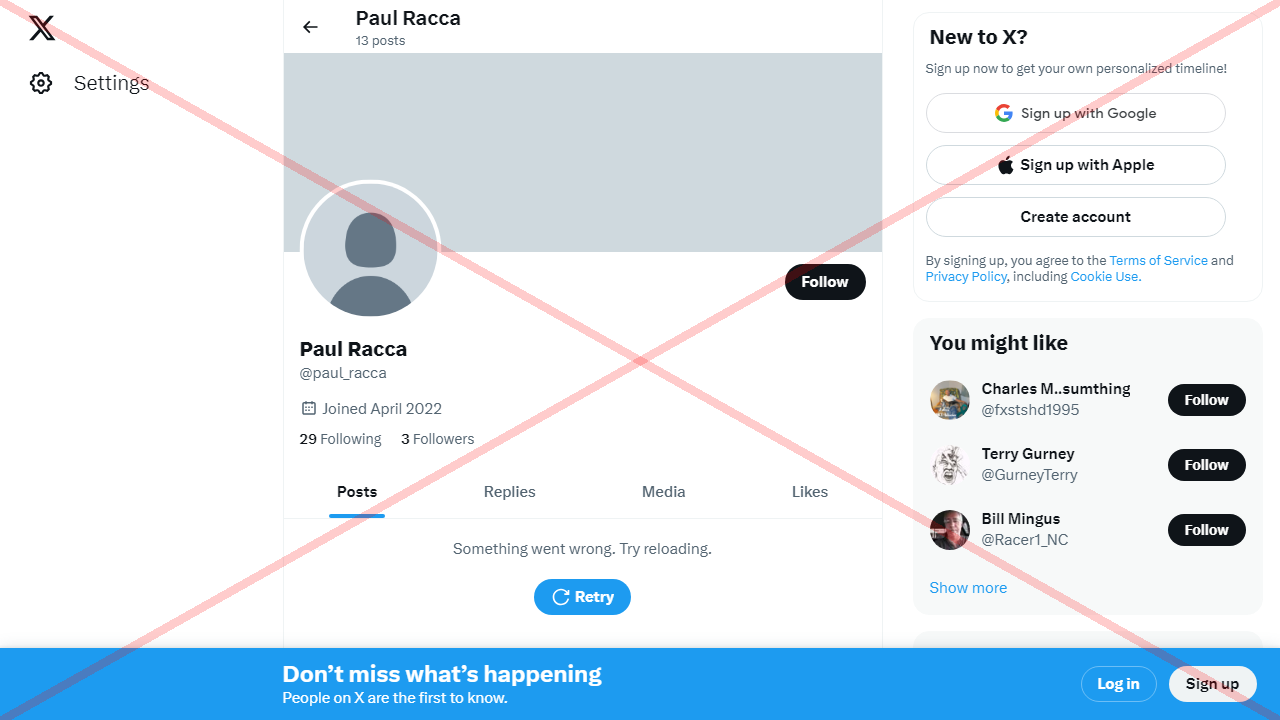 Settings
Paul Racca
13 posts
Follow
Paul Racca
@paul_racca
Joined April 2022
29 Following 3 Followers
Posts Replies Media Likes
Something went wrong. Try reloading.
Retry
New to X?
Sign up now to get your own personalized timeline!
Sign up with Google
Sign up with Apple
Create account
By signing up, you agree to the Terms of Service and
Privacy Policy, including Cookie Use.
You might like
Charles M..sumthing
@fxstshd1995
Follow
Terry Gurney
@GurneyTerry
Follow
Bill Mingus
@Racer1_NC
Follow
Show more
Don’t miss what’s happening
People on X are the first to know.
Log in
Sign up